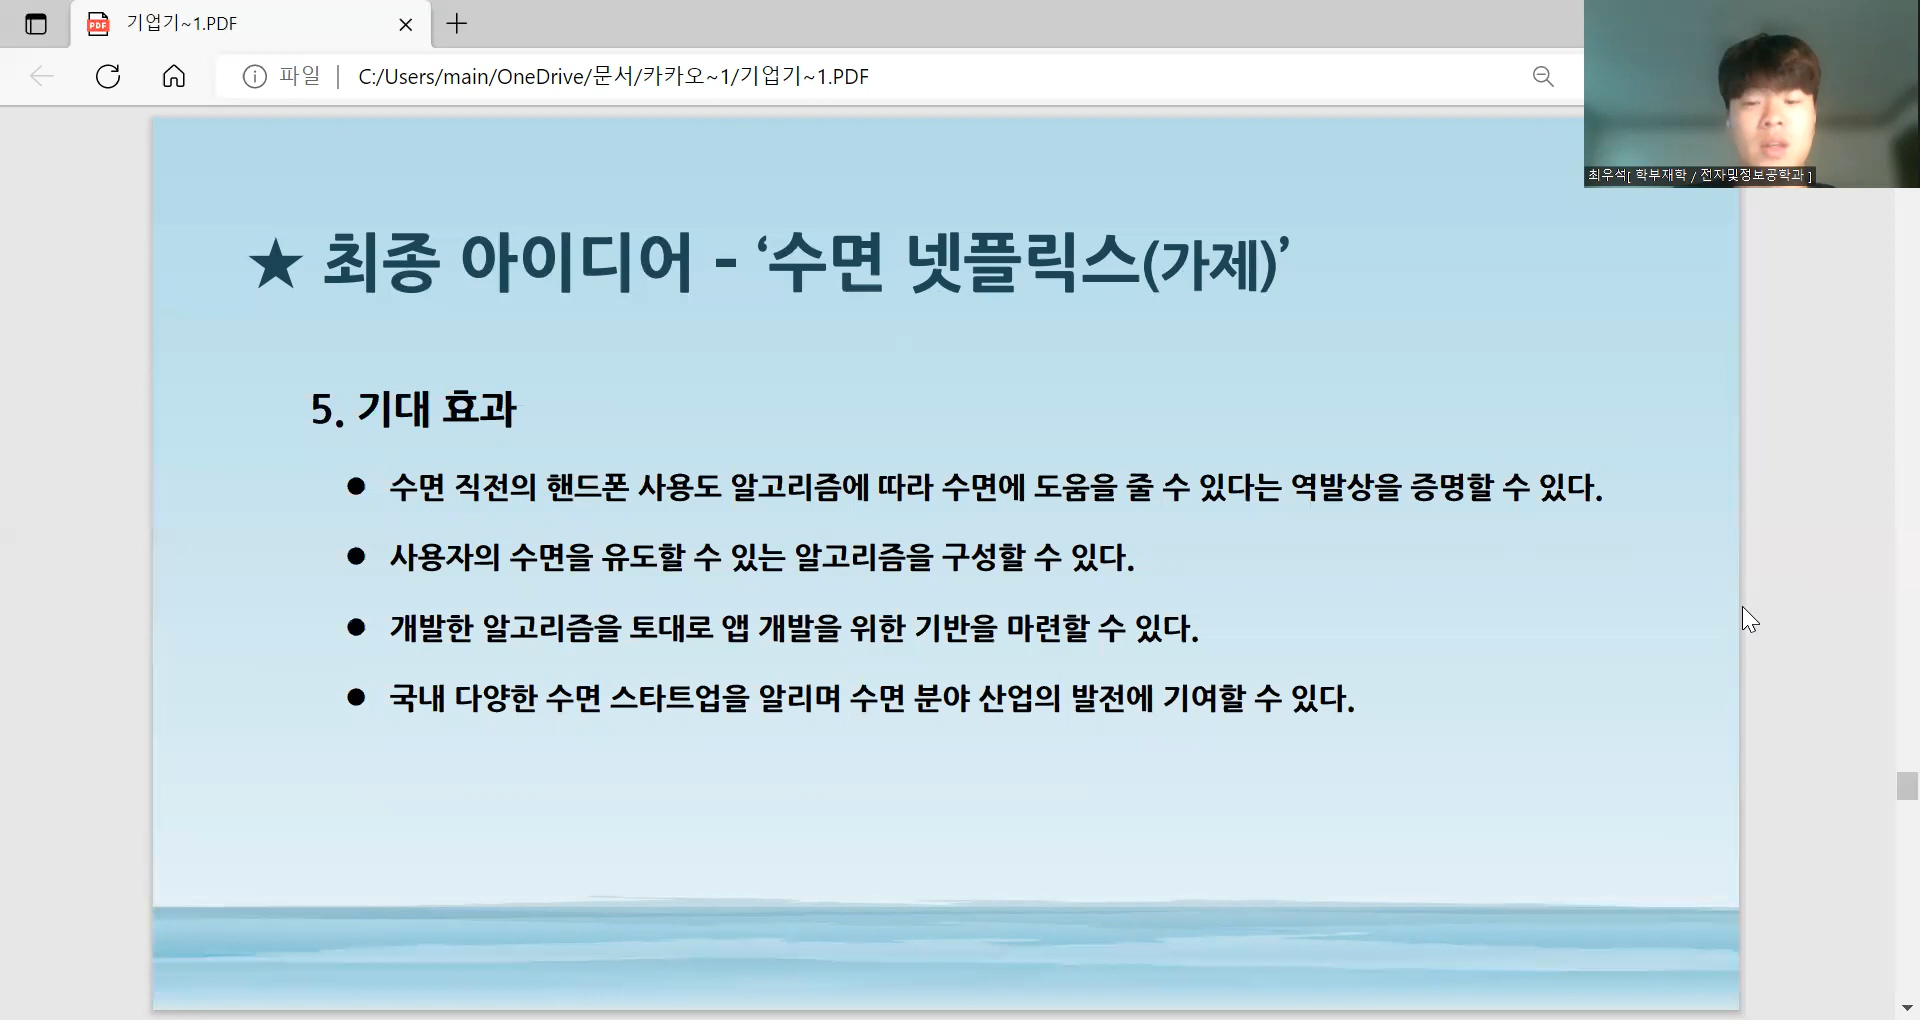 기업기~1.PDF
파일 | C:/Users/main/OneDrive/문서/카카오~1/기업기~1.PDF
최우석[ 학부재학 / 전자및정보공학과 ]
★ 최종 아이디어 - ‘수면 넷플릭스(가제)’
5. 기대 효과
● 수면 직전의 핸드폰 사용도 알고리즘에 따라 수면에 도움을 줄 수 있다는 역발상을 증명할 수 있다.
● 사용자의 수면을 유도할 수 있는 알고리즘을 구성할 수 있다.
● 개발한 알고리즘을 토대로 앱 개발을 위한 기반을 마련할 수 있다.
● 국내 다양한 수면 스타트업을 알리며 수면 분야 산업의 발전에 기여할 수 있다.